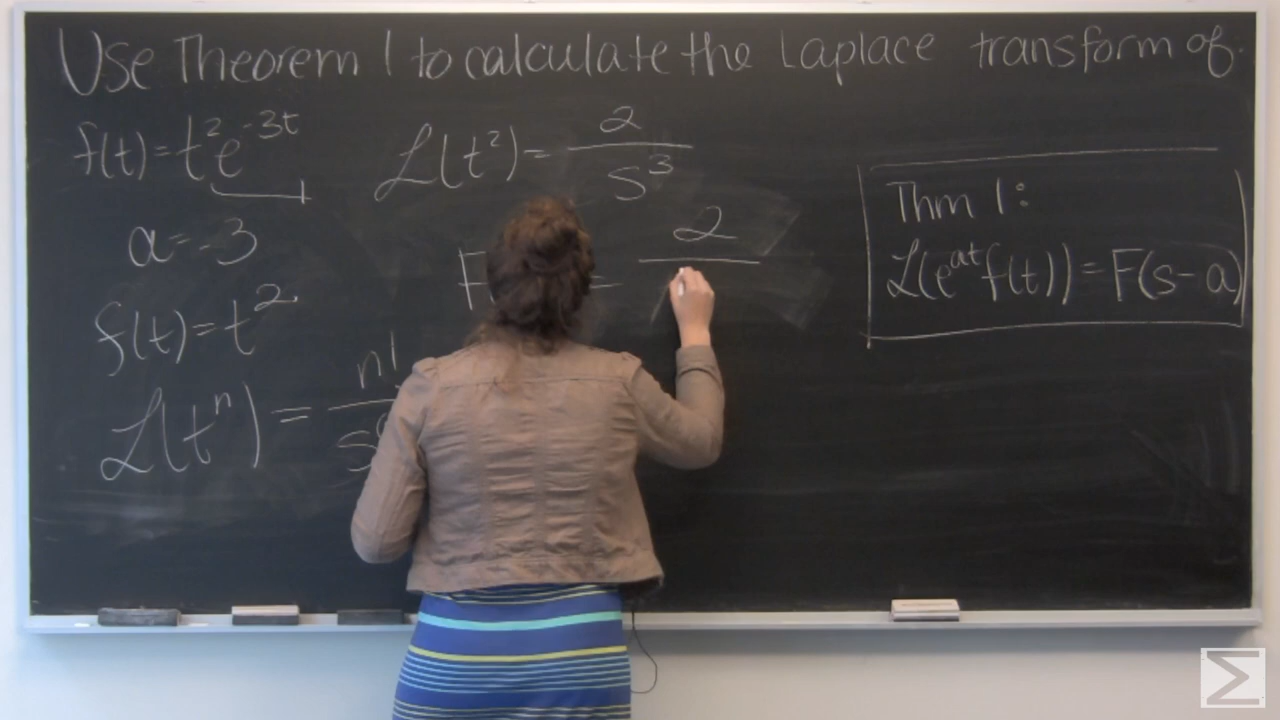 Use Theorem 1 to calculate the Laplace transform of:
f(t)=t²e⁻³ᵗ
ℒ(t²)=2/s³
a=-3
F = 2
f(t)=t²
ℒ(tⁿ)=n!/s
Thm 1:
ℒ(eᵃᵗf(t))=F(s-a)
Σ